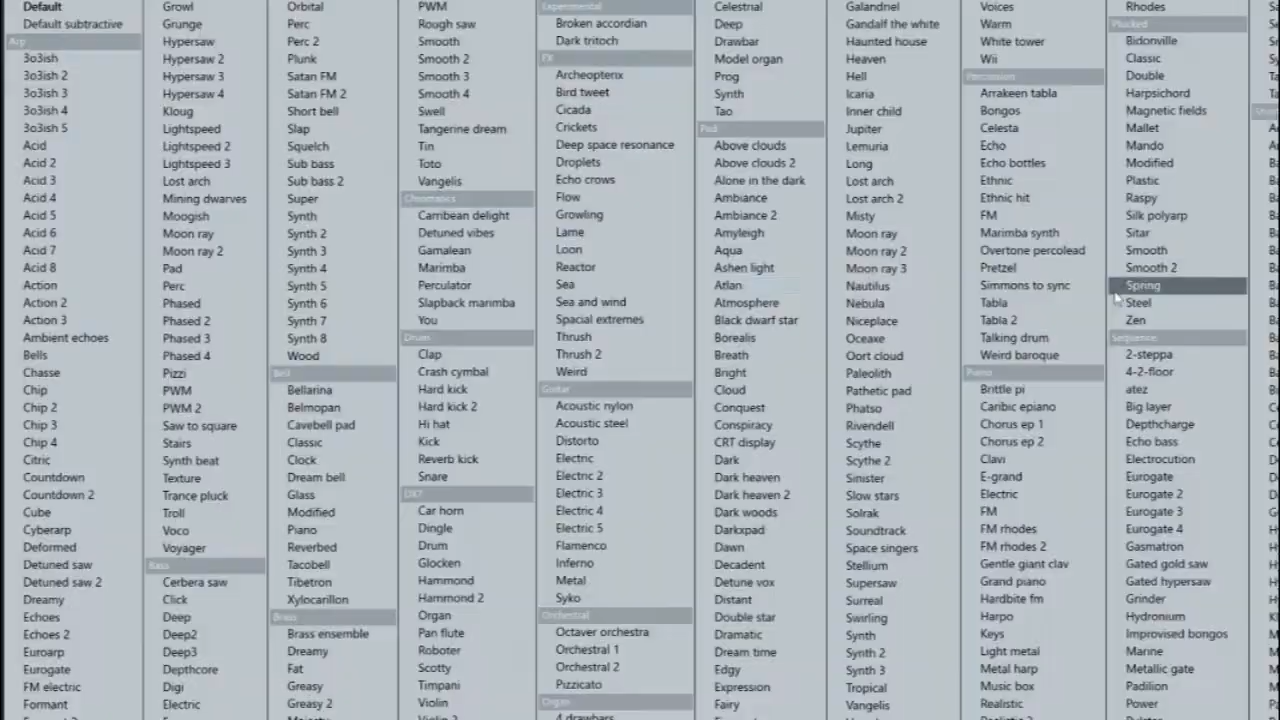 Default
Default subtractive
Arp
3o3ish
3o3ish 2
3o3ish 3
3o3ish 4
3o3ish 5
Acid
Acid 2
Acid 3
Acid 4
Acid 5
Acid 6
Acid 7
Acid 8
Action
Action 2
Action 3
Ambient echoes
Bells
Chasse
Chip
Chip 2
Chip 3
Chip 4
Citric
Countdown
Countdown 2
Cube
Cyberarp
Deformed
Detuned saw
Detuned saw 2
Dreamy
Echoes
Echoes 2
Euroarp
Eurogate
FM electric
Formant
Growl
Grunge
Hypersaw
Hypersaw 2
Hypersaw 3
Hypersaw 4
Kloug
Lightspeed
Lightspeed 2
Lightspeed 3
Lost arch
Mining dwarves
Moogish
Moon ray
Moon ray 2
Pad
Perc
Phased
Phased 2
Phased 3
Phased 4
Pizzi
PWM
PWM 2
Saw to square
Stairs
Synth beat
Texture
Trance pluck
Troll
Voco
Voyager
Bass
Cerbera saw
Click
Deep
Deep2
Deep3
Depthcore
Digi
Electric
Orbital
Perc
Perc 2
Plunk
Satan FM
Satan FM 2
Short bell
Slap
Squelch
Sub bass
Sub bass 2
Super
Synth
Synth 2
Synth 3
Synth 4
Synth 5
Synth 6
Synth 7
Synth 8
Wood
Bell
Bellarina
Belmopan
Cavebell pad
Classic
Clock
Dream bell
Glass
Modified
Piano
Reverbed
Tacobell
Tibetron
Xylocarillon
Brass
Brass ensemble
Dreamy
Fat
Greasy
Greasy 2
Majesty
PWM
Rough saw
Smooth
Smooth 2
Smooth 3
Smooth 4
Swell
Tangerine dream
Tin
Toto
Vangelis
Chromatics
Carribean delight
Detuned vibes
Gamalean
Marimba
Perculator
Slapback marimba
You
Drum
Clap
Crash cymbal
Hard kick
Hard kick 2
Hi hat
Kick
Reverb kick
Snare
DX7
Car horn
Dingle
Drum
Glocken
Hammond
Hammond 2
Organ
Pan flute
Roboter
Scotty
Timpani
Violin
Violin 2
Experimental
Broken accordian
Dark tritoch
FX
Archeopterix
Bird tweet
Cicada
Crickets
Deep space resonance
Droplets
Echo crows
Flow
Growling
Lame
Loon
Reactor
Sea
Sea and wind
Spacial extremes
Thrush
Thrush 2
Weird
Guitar
Acoustic nylon
Acoustic steel
Distorto
Electric
Electric 2
Electric 3
Electric 4
Electric 5
Flamenco
Inferno
Metal
Syko
Orchestral
Octaver orchestra
Orchestral 1
Orchestral 2
Pizzicato
Organ
4 drawbars
Celestrial
Deep
Drawbar
Model organ
Prog
Synth
Tao
Pad
Above clouds
Above clouds 2
Alone in the dark
Ambiance
Ambiance 2
Amyleigh
Aqua
Ashen light
Atlan
Atmosphere
Black dwarf star
Borealis
Breath
Bright
Cloud
Conquest
Conspiracy
CRT display
Dark
Dark heaven
Dark heaven 2
Dark woods
Darkxpad
Dawn
Decadent
Detune vox
Distant
Double star
Dramatic
Dream time
Edgy
Expression
Fairy
Galandriel
Gandalf the white
Haunted house
Heaven
Hell
Icaria
Inner child
Jupiter
Lemuria
Long
Lost arch
Lost arch 2
Misty
Moon ray
Moon ray 2
Moon ray 3
Nautilus
Nebula
Niceplace
Oceaxe
Oort cloud
Paleolith
Pathetic pad
Phatso
Rivendell
Scythe
Scythe 2
Sinister
Slow stars
Solrak
Soundtrack
Space singers
Stellium
Supersaw
Surreal
Swirling
Synth
Synth 2
Synth 3
Tropical
Vangelis
Voices
Warm
White tower
Wii
Percussion
Arrakeen tabla
Bongos
Celesta
Echo
Echo bottles
Ethnic
Ethnic hit
FM
Marimba synth
Overtone percolead
Pretzel
Simmons to sync
Tabla
Tabla 2
Talking drum
Weird baroque
Piano
Brittle pi
Caribic epiano
Chorus ep 1
Chorus ep 2
Clavi
E-grand
Electric
FM
FM rhodes
FM rhodes 2
Gentle giant clav
Grand piano
Hardbite fm
Harpo
Keys
Light metal
Metal harp
Music box
Realistic
Realistic 2
Rhodes
Plucked
Bidonville
Classic
Double
Harpsichord
Magnetic fields
Mallet
Mando
Modified
Plastic
Raspy
Silk polyarp
Sitar
Smooth
Smooth 2
Spring
Steel
Zen
Sequence
2-steppa
4-2-floor
atez
Big layer
Depthcharge
Echo bass
Electrocution
Eurogate
Eurogate 2
Eurogate 3
Eurogate 4
Gasmatron
Gated gold saw
Gated hypersaw
Grinder
Hydronium
Improvised bongos
Marine
Metallic gate
Padilion
Power